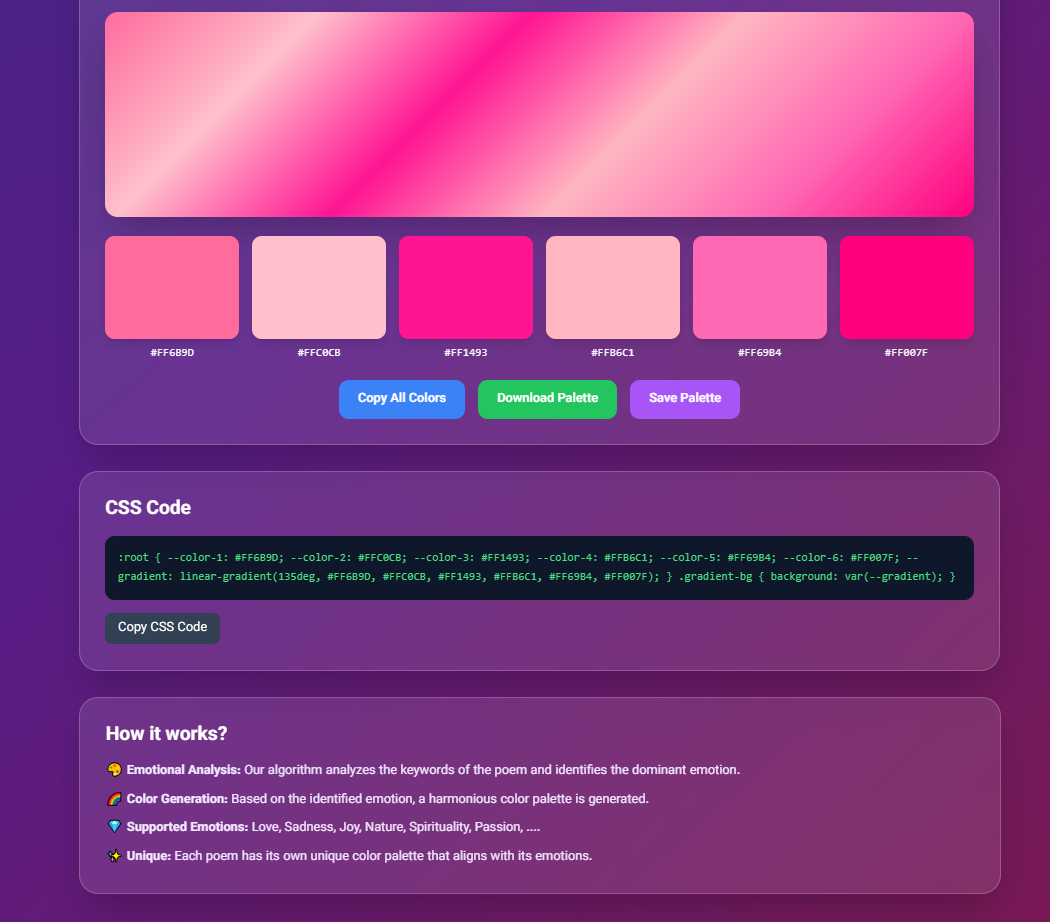 #FF6B9D #FFC0CB #FF1493 #FFB6C1 #FF69B4 #FF007F
Copy All Colors Download Palette Save Palette
CSS Code
:root { --color-1: #FF6B9D; --color-2: #FFC0CB; --color-3: #FF1493; --color-4: #FFB6C1; --color-5: #FF69B4; --color-6: #FF007F; --
gradient: linear-gradient(135deg, #FF6B9D, #FFC0CB, #FF1493, #FFB6C1, #FF69B4, #FF007F); } .gradient-bg { background: var(--gradient); }
Copy CSS Code
How it works?
🎨 Emotional Analysis: Our algorithm analyzes the keywords of the poem and identifies the dominant emotion.
🌈 Color Generation: Based on the identified emotion, a harmonious color palette is generated.
💎 Supported Emotions: Love, Sadness, Joy, Nature, Spirituality, Passion, ....
✨ Unique: Each poem has its own unique color palette that aligns with its emotions.